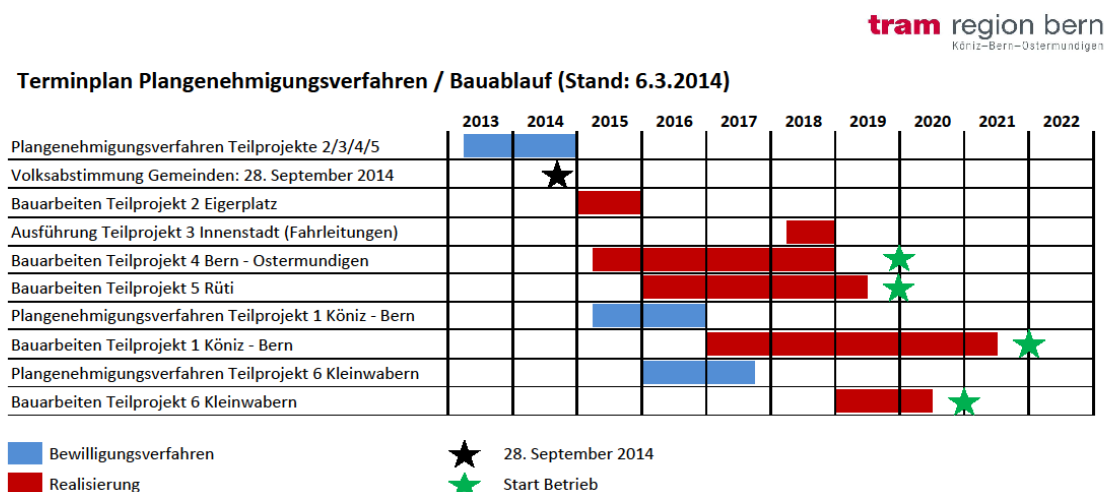 tram region bern
Köniz–Bern–Ostermundigen
Terminplan Plangenehmigungsverfahren / Bauablauf (Stand: 6.3.2014)
2013 2014 2015 2016 2017 2018 2019 2020 2021 2022
Plangenehmigungsverfahren Teilprojekte 2/3/4/5
Volksabstimmung Gemeinden: 28. September 2014
Bauarbeiten Teilprojekt 2 Eigerplatz
Ausführung Teilprojekt 3 Innenstadt (Fahrleitungen)
Bauarbeiten Teilprojekt 4 Bern - Ostermundigen
Bauarbeiten Teilprojekt 5 Rüti
Plangenehmigungsverfahren Teilprojekt 1 Köniz - Bern
Bauarbeiten Teilprojekt 1 Köniz - Bern
Plangenehmigungsverfahren Teilprojekt 6 Kleinwabern
Bauarbeiten Teilprojekt 6 Kleinwabern
Bewilligungsverfahren 28. September 2014
Realisierung Start Betrieb